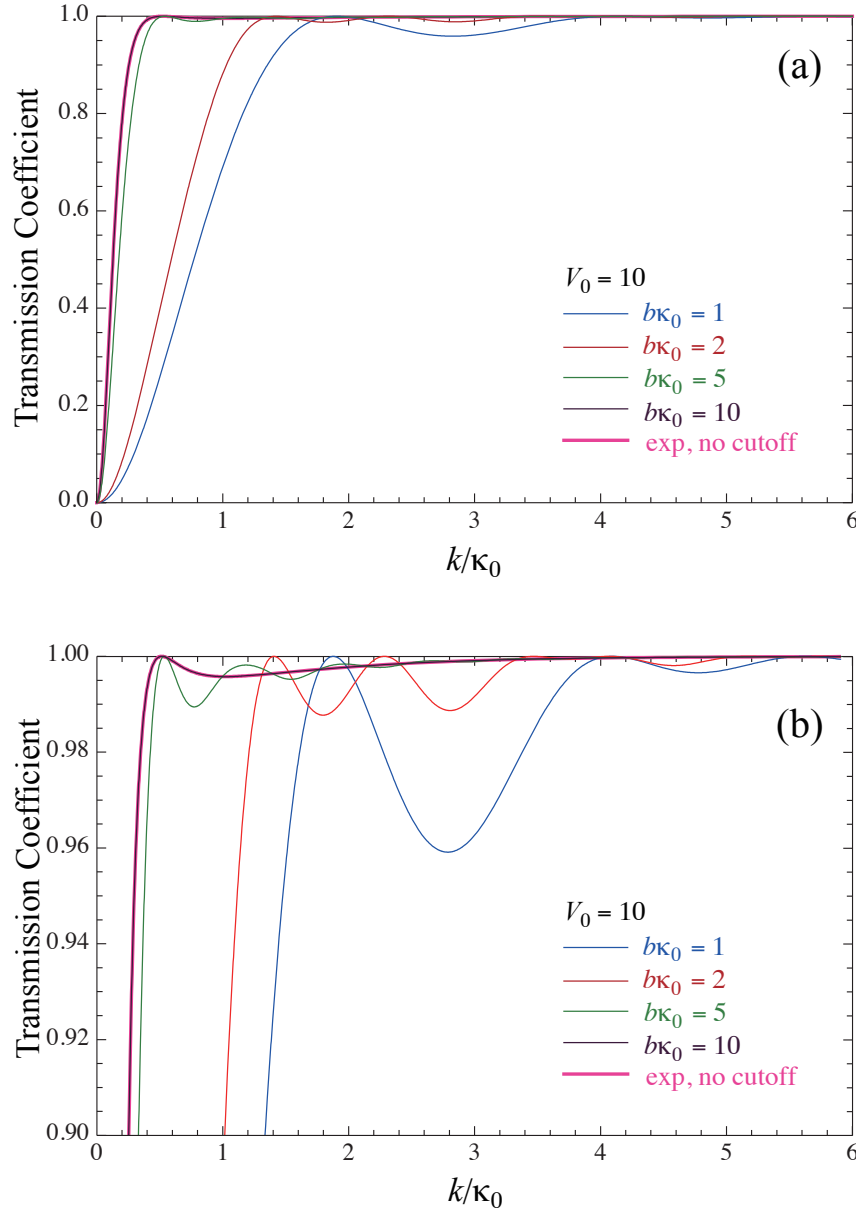 1.0
0.8
0.6
0.4
0.2
0.0
Transmission Coefficient
(a)
V₀ = 10
bκ₀ = 1
bκ₀ = 2
bκ₀ = 5
bκ₀ = 10
exp, no cutoff
0 1 2 3 4 5 6
k/κ₀
1.00
0.98
0.96
0.94
0.92
0.90
Transmission Coefficient
(b)
V₀ = 10
bκ₀ = 1
bκ₀ = 2
bκ₀ = 5
bκ₀ = 10
exp, no cutoff
0 1 2 3 4 5 6
k/κ₀